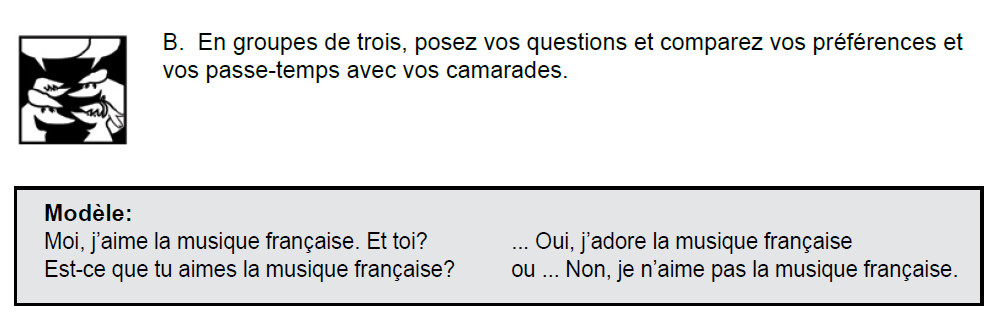 B. En groupes de trois, posez vos questions et comparez vos préférences et
vos passe-temps avec vos camarades.
Modèle:
Moi, j’aime la musique française. Et toi? ... Oui, j’adore la musique française
Est-ce que tu aimes la musique française? ou ... Non, je n’aime pas la musique française.